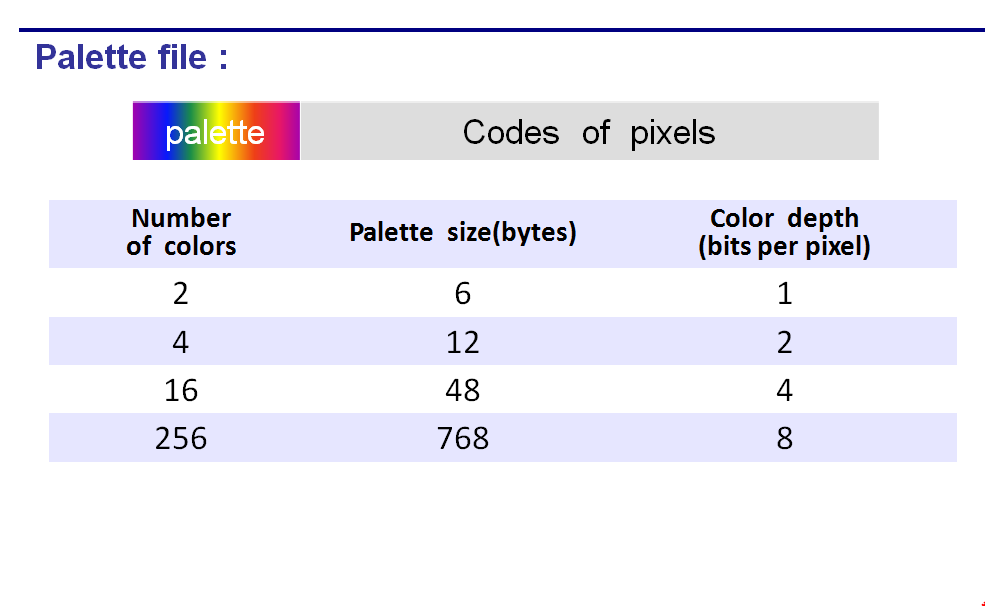 Palette file :
palette Codes of pixels
Number
of colors
Palette size(bytes)
Color depth
(bits per pixel)
2 6 1
4 12 2
16 48 4
256 768 8